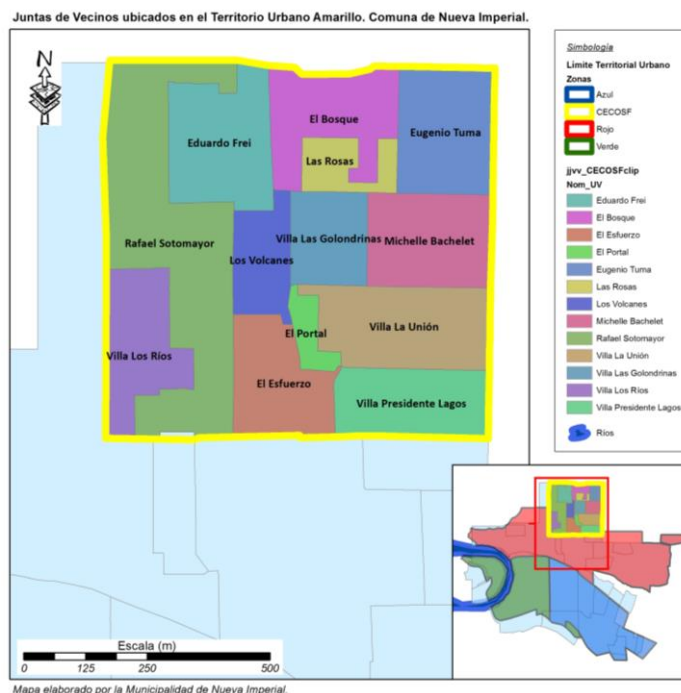 Juntas de Vecinos ubicados en el Territorio Urbano Amarillo. Comuna de Nueva Imperial.
N
El Bosque
Eugenio Tuma
Eduardo Frei
Las Rosas
Rafael Sotomayor
Villa Las Golondrinas
Michelle Bachelet
Los Volcanes
El Portal
Villa La Unión
Villa Los Ríos
El Esfuerzo
Villa Presidente Lagos
Escala (m)
0 125 250 500
Mapa elaborado por la Municipalidad de Nueva Imperial.
Simbología
Limite Territorial Urbano
Zonas
Azul
CECOSF
Rojo
Verde
jjvv_CECOSFclip
Nom_UV
Eduardo Frei
El Bosque
El Esfuerzo
El Portal
Eugenio Tuma
Las Rosas
Los Volcanes
Michelle Bachelet
Rafael Sotomayor
Villa La Unión
Villa Las Golondrinas
Villa Los Ríos
Villa Presidente Lagos
Ríos